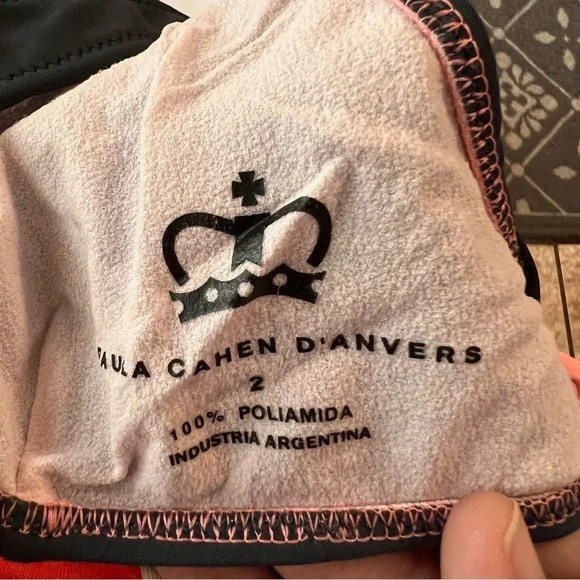 PAULA CAHEN D'ANVERS
2
100% POLIAMIDA
INDUSTRIA ARGENTINA